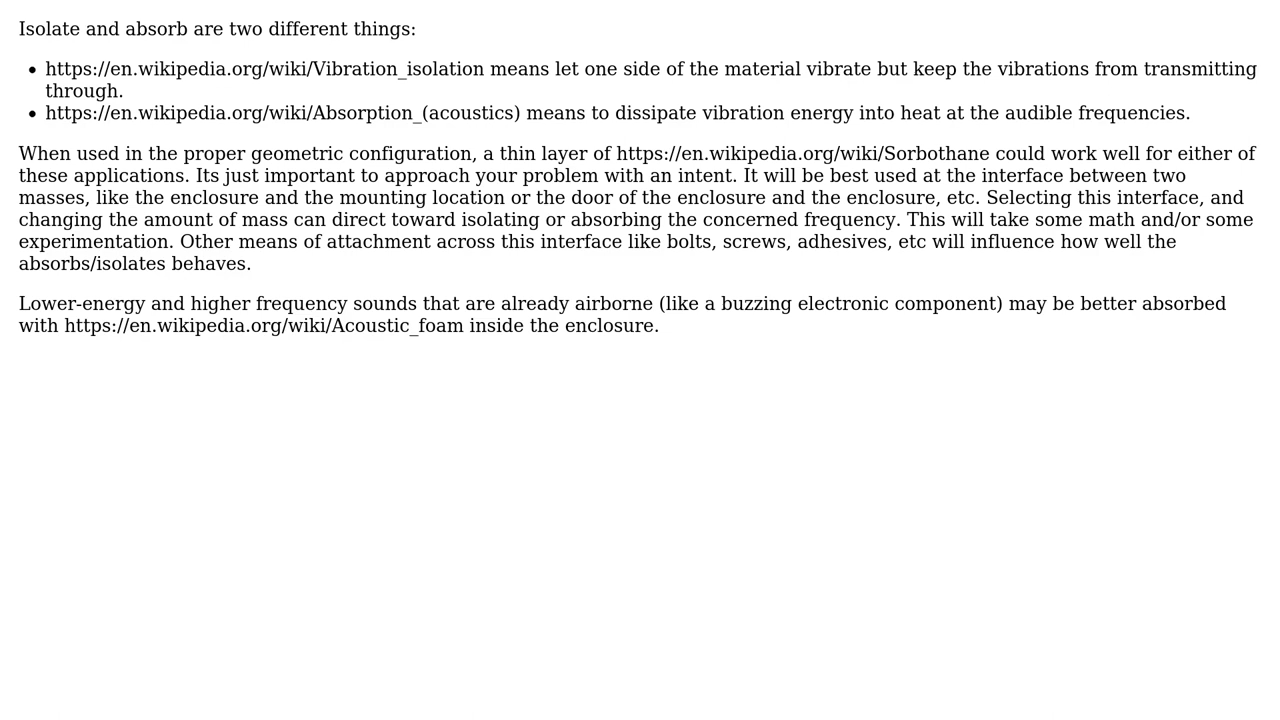 Isolate and absorb are two different things:
• https://en.wikipedia.org/wiki/Vibration_isolation means let one side of the material vibrate but keep the vibrations from transmitting
through.
• https://en.wikipedia.org/wiki/Absorption_(acoustics) means to dissipate vibration energy into heat at the audible frequencies.
When used in the proper geometric configuration, a thin layer of https://en.wikipedia.org/wiki/Sorbothane could work well for either of
these applications. Its just important to approach your problem with an intent. It will be best used at the interface between two
masses, like the enclosure and the mounting location or the door of the enclosure and the enclosure, etc. Selecting this interface, and
changing the amount of mass can direct toward isolating or absorbing the concerned frequency. This will take some math and/or some
experimentation. Other means of attachment across this interface like bolts, screws, adhesives, etc will influence how well the
absorbs/isolates behaves.
Lower-energy and higher frequency sounds that are already airborne (like a buzzing electronic component) may be better absorbed
with https://en.wikipedia.org/wiki/Acoustic_foam inside the enclosure.